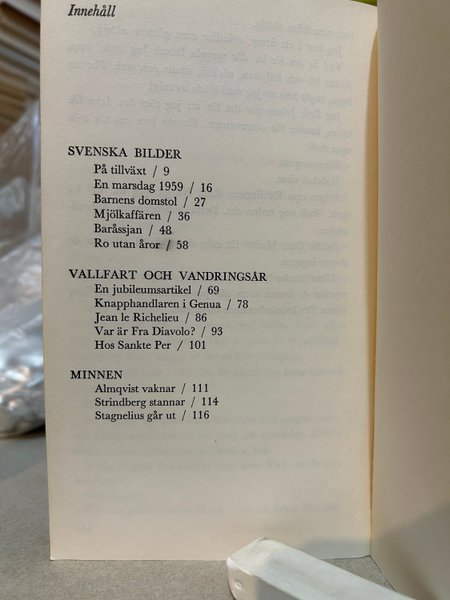 Innehåll
SVENSKA BILDER
På tillväxt / 9
En marsdag 1959 / 16
Barnens domstol / 27
Mjölkaffären / 36
Baråssjan / 48
Ro utan åror / 58
VALLFART OCH VANDRINGSÅR
En jubileumsartikel / 69
Knapphandlaren i Genua / 78
Jean le Richelieu / 86
Var är Fra Diavolo? / 93
Hos Sankte Per / 101
MINNEN
Almqvist vaknar / 111
Strindberg stannar / 114
Stagnelius går ut / 116